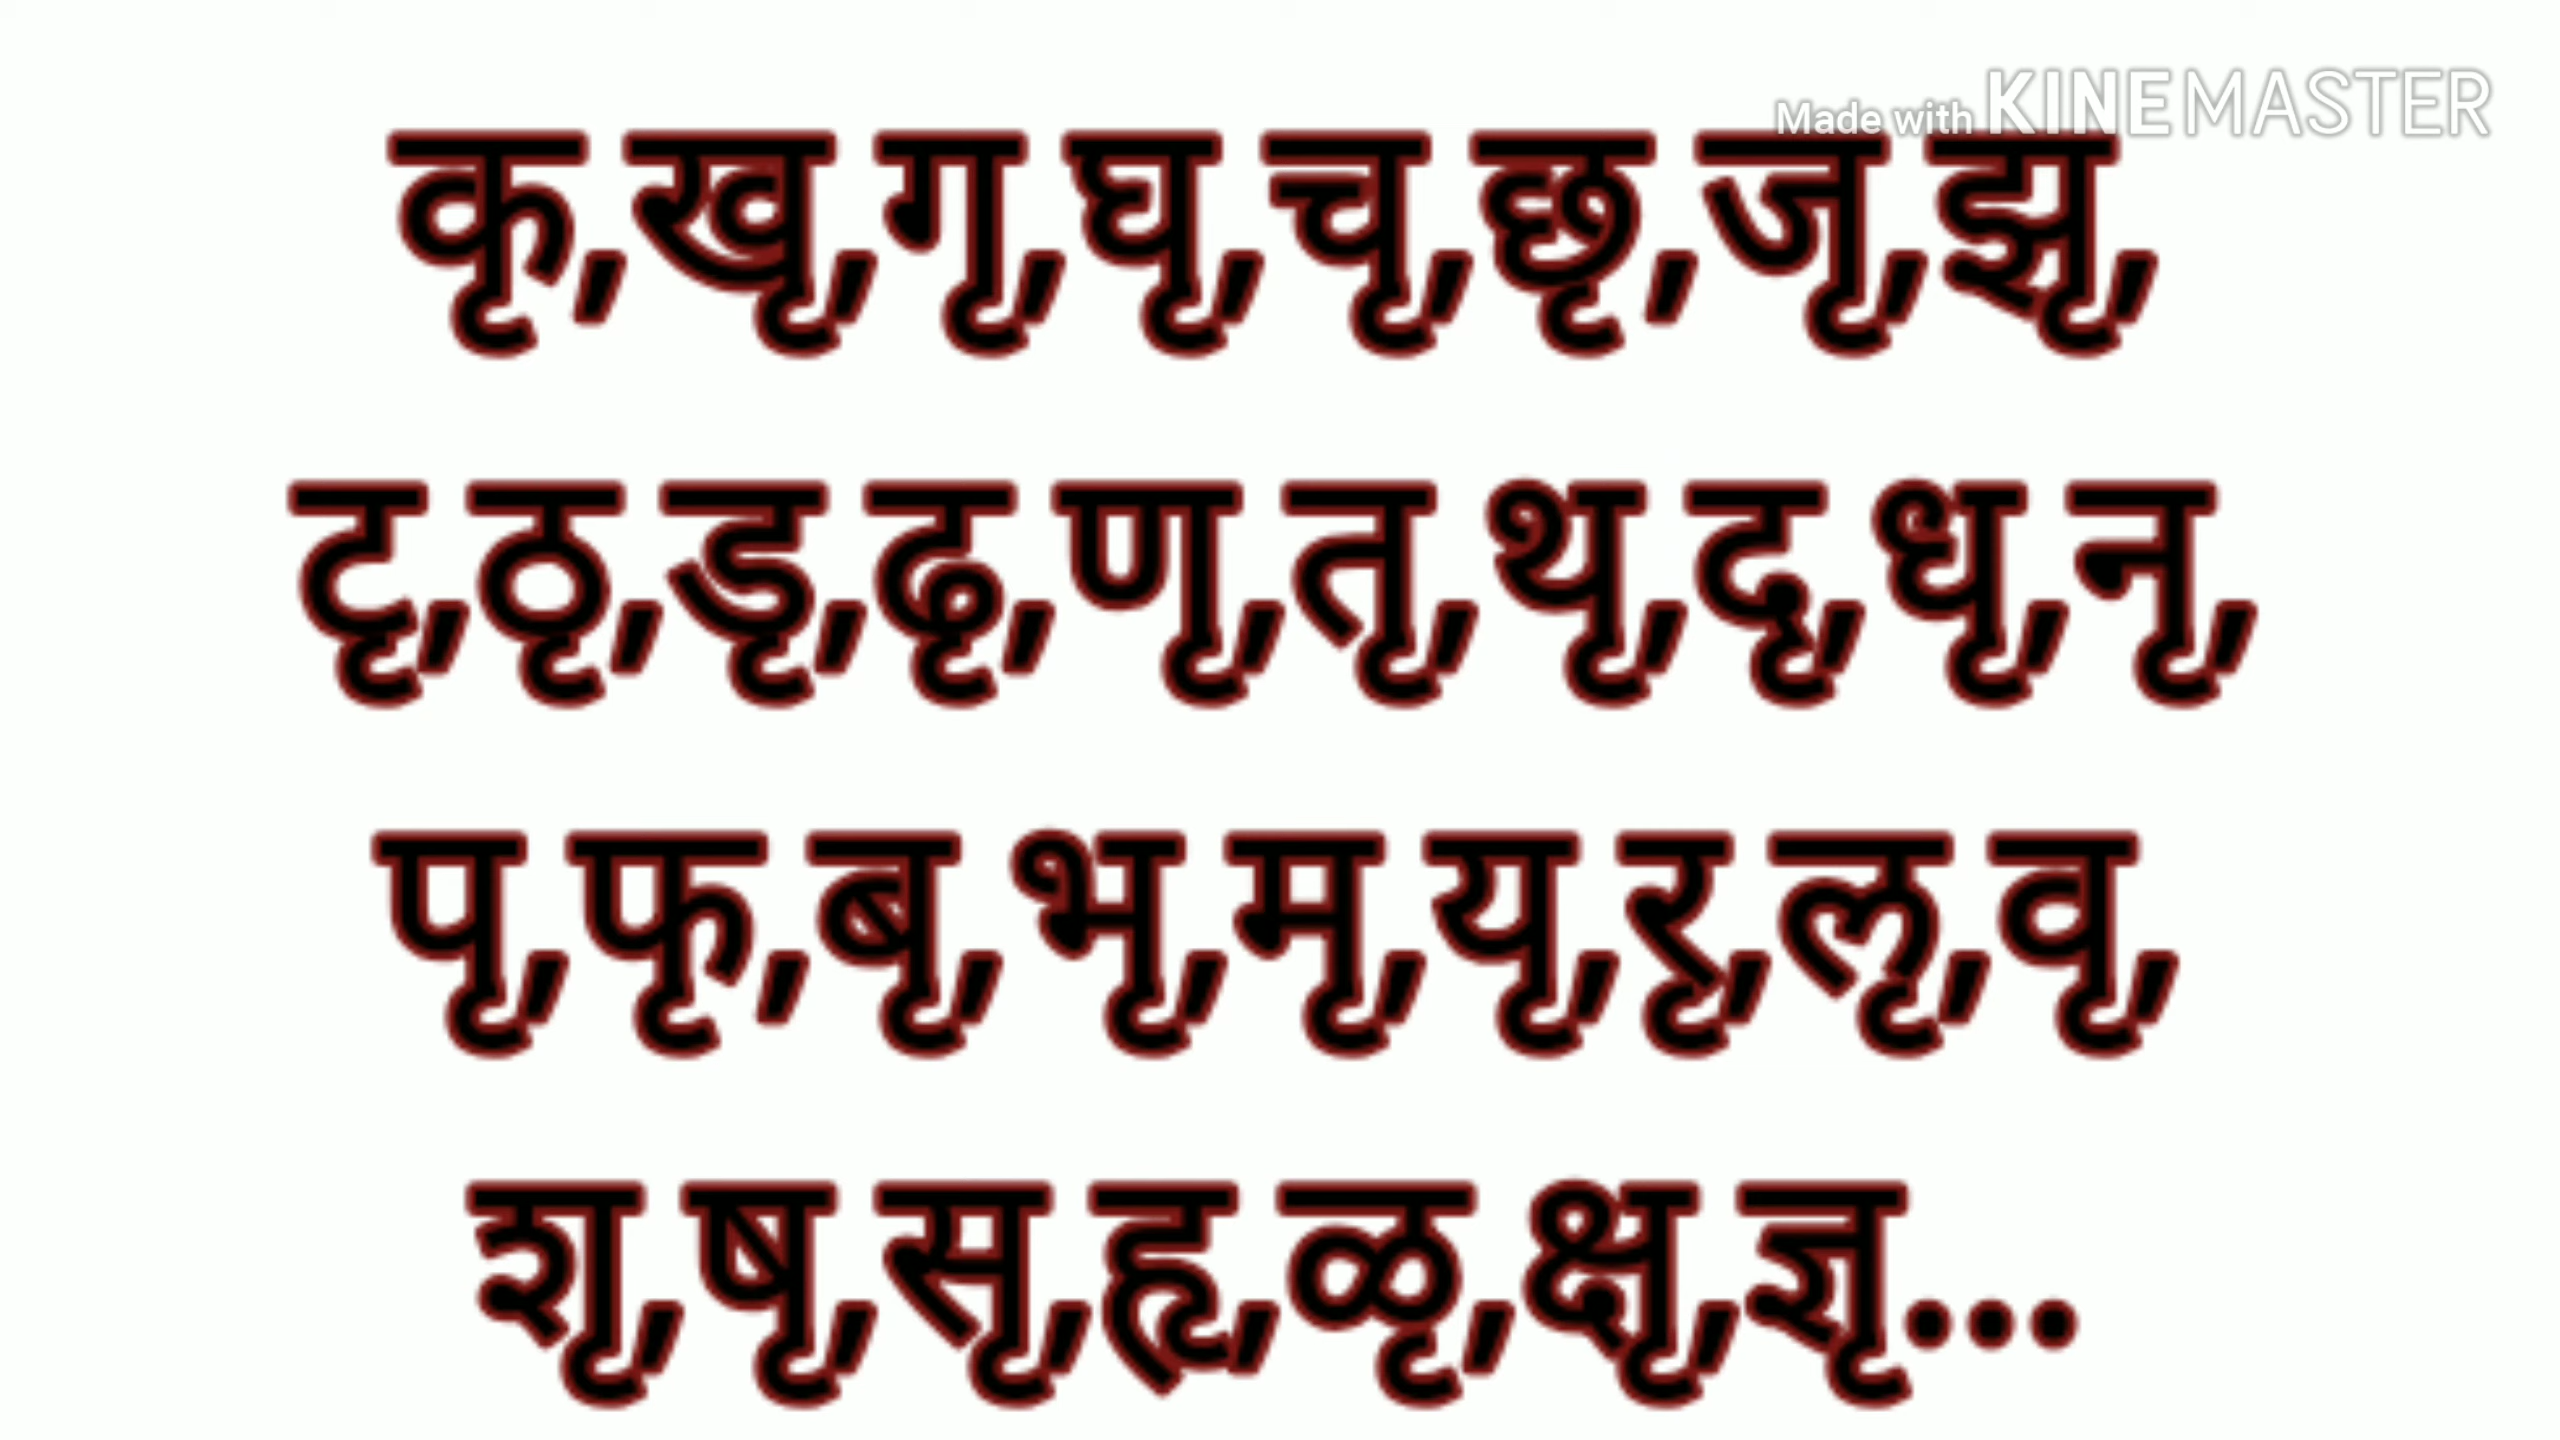 Made with KINEMASTER
कृ,खृ,गृ,घृ,चृ,छृ,जृ,झृ,
टृ,ठृ,डृ,ढृ,णृ,तृ,थृ,दृ,धृ,नृ,
पृ,फृ,बृ,भृ,मृ,यृ,रृ,लृ,वृ,
शृ,षृ,सृ,हृ,ळृ,क्षृ,ज्ञृ...